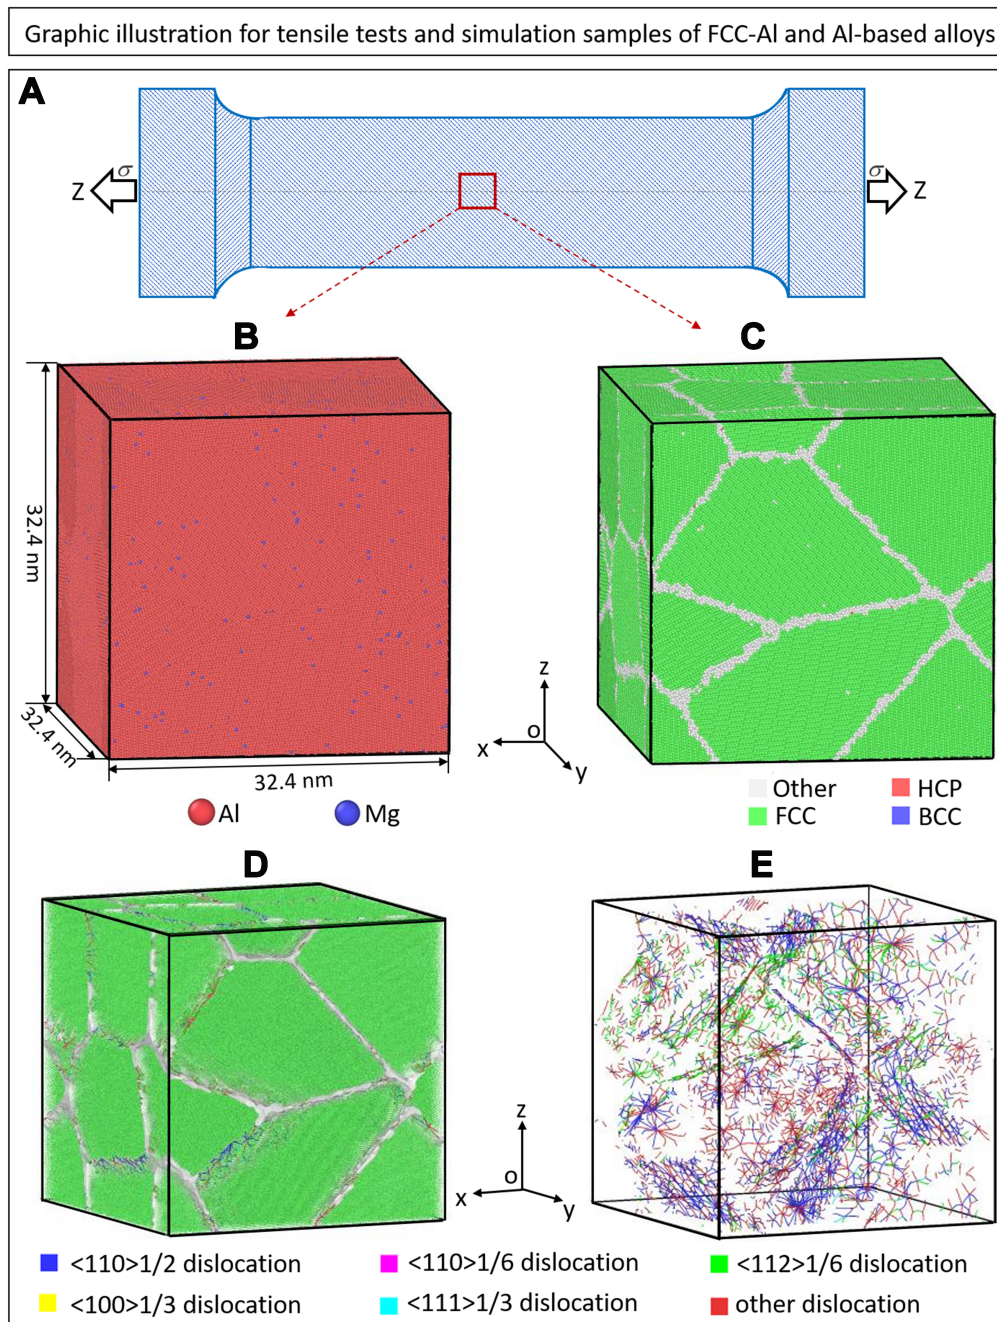 Graphic illustration for tensile tests and simulation samples of FCC-Al and Al-based alloys
A
σ
Z
σ
Z
B
C
32.4 nm
32.4 nm
32.4 nm
Al
Mg
z
o
x
y
Other
HCP
FCC
BCC
D
E
z
o
x
y
<110>1/2 dislocation
<110>1/6 dislocation
<112>1/6 dislocation
<100>1/3 dislocation
<111>1/3 dislocation
other dislocation